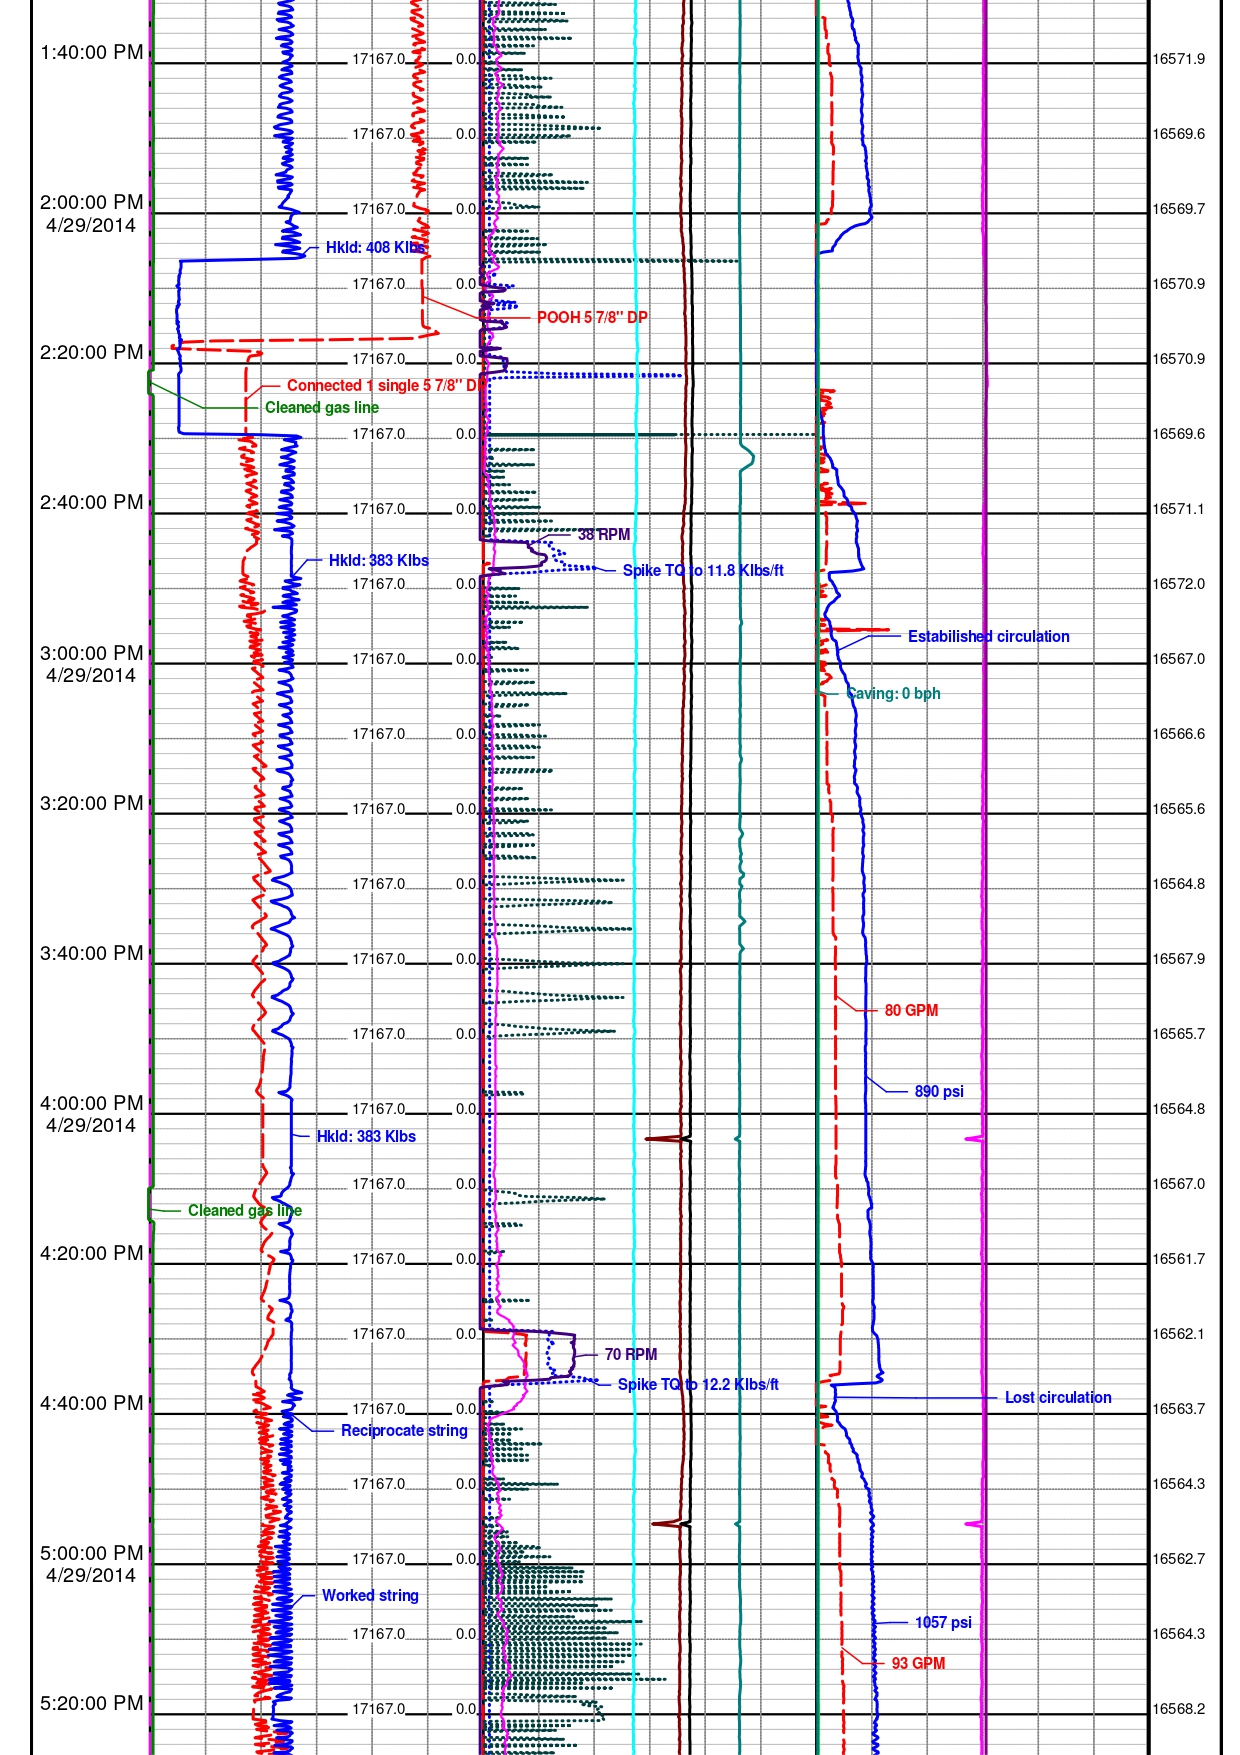 1:40:00 PM 17167.0 0.0 16571.9
17167.0 0.0 16569.6
2:00:00 PM 17167.0 0.0 16569.7
4/29/2014
Hkld: 408 Klbs
17167.0 0.0 16570.9
POOH 5 7/8" DP
2:20:00 PM 17167.0 0.0 16570.9
Connected 1 single 5 7/8" DP
Cleaned gas line
17167.0 0.0 16569.6
2:40:00 PM 17167.0 0.0 16571.1
38 RPM
Hkld: 383 Klbs
Spike TQ to 11.8 Klbs/ft
17167.0 0.0 16572.0
Estabilished circulation
3:00:00 PM 17167.0 0.0 16567.0
4/29/2014
Caving: 0 bph
17167.0 0.0 16566.6
3:20:00 PM 17167.0 0.0 16565.6
17167.0 0.0 16564.8
3:40:00 PM 17167.0 0.0 16567.9
80 GPM
17167.0 0.0 16565.7
890 psi
4:00:00 PM 17167.0 0.0 16564.8
4/29/2014
Hkld: 383 Klbs
17167.0 0.0 16567.0
Cleaned gas line
4:20:00 PM 17167.0 0.0 16561.7
17167.0 0.0 16562.1
70 RPM
Spike TQ to 12.2 Klbs/ft
Lost circulation
4:40:00 PM 17167.0 0.0 16563.7
Reciprocate string
17167.0 0.0 16564.3
5:00:00 PM 17167.0 0.0 16562.7
4/29/2014
Worked string
1057 psi
17167.0 0.0 16564.3
93 GPM
5:20:00 PM 17167.0 0.0 16568.2